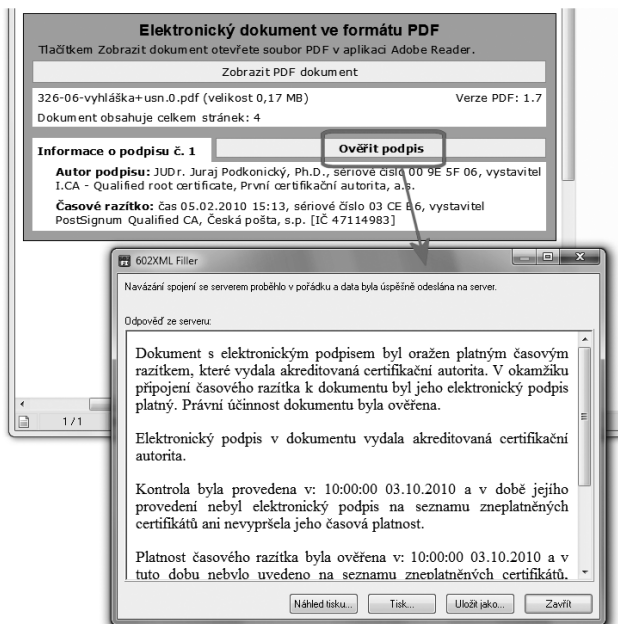 Elektronický dokument ve formátu PDF
Tlačítkem Zobrazit dokument otevřete soubor PDF v aplikaci Adobe Reader.
Zobrazit PDF dokument
326-06-vyhláška+usn.0.pdf (velikost 0,17 MB) Verze PDF: 1.7
Dokument obsahuje celkem stránek: 4
Informace o podpisu č. 1 Ověřit podpis
Autor podpisu: JUDr. Juraj Podkonický, Ph.D., sériové číslo 00 9E 5F 06, vystavitel
I.CA - Qualified root certificate, První certifikační autorita, a.s.
Časové razítko: čas 05.02.2010 15:13, sériové číslo 03 CE E6, vystavitel
PostSignum Qualified CA, Česká pošta, s.p. [IČ 47114983]
602XML Filler
Navázání spojení se serverem proběhlo v pořádku a data byla úspěšně odeslána na server.
Odpověď ze serveru:
Dokument s elektronickým podpisem byl oražen platným časovým
razítkem, které vydala akreditovaná certifikační autorita. V okamžiku
připojení časového razítka k dokumentu byl jeho elektronický podpis
platný. Právní účinnost dokumentu byla ověřena.
Elektronický podpis v dokumentu vydala akreditovaná certifikační
autorita.
Kontrola byla provedena v: 10:00:00 03.10.2010 a v době jejího
provedení nebyl elektronický podpis na seznamu zneplatněných
certifikátů ani nevypršela jeho časová platnost.
Platnost časového razítka byla ověřena v: 10:00:00 03.10.2010 a v
tuto dobu nebylo uvedeno na seznamu zneplatněných certifikátů,
1/1
Náhled tisku... Tisk... Uložit jako... Zavřít